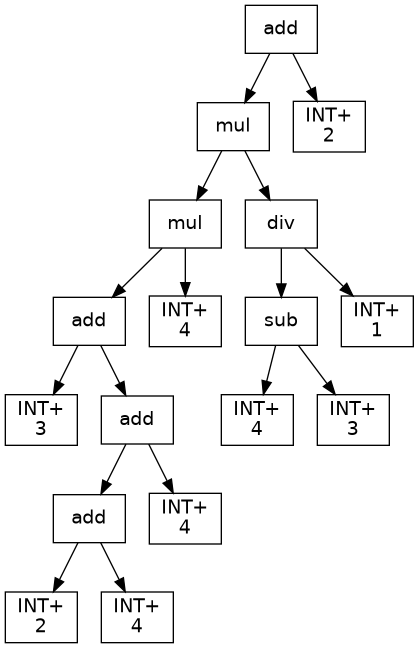 add
mul
INT+
2
mul
div
add
INT+
4
sub
INT+
1
INT+
3
add
INT+
4
INT+
3
add
INT+
4
INT+
2
INT+
4